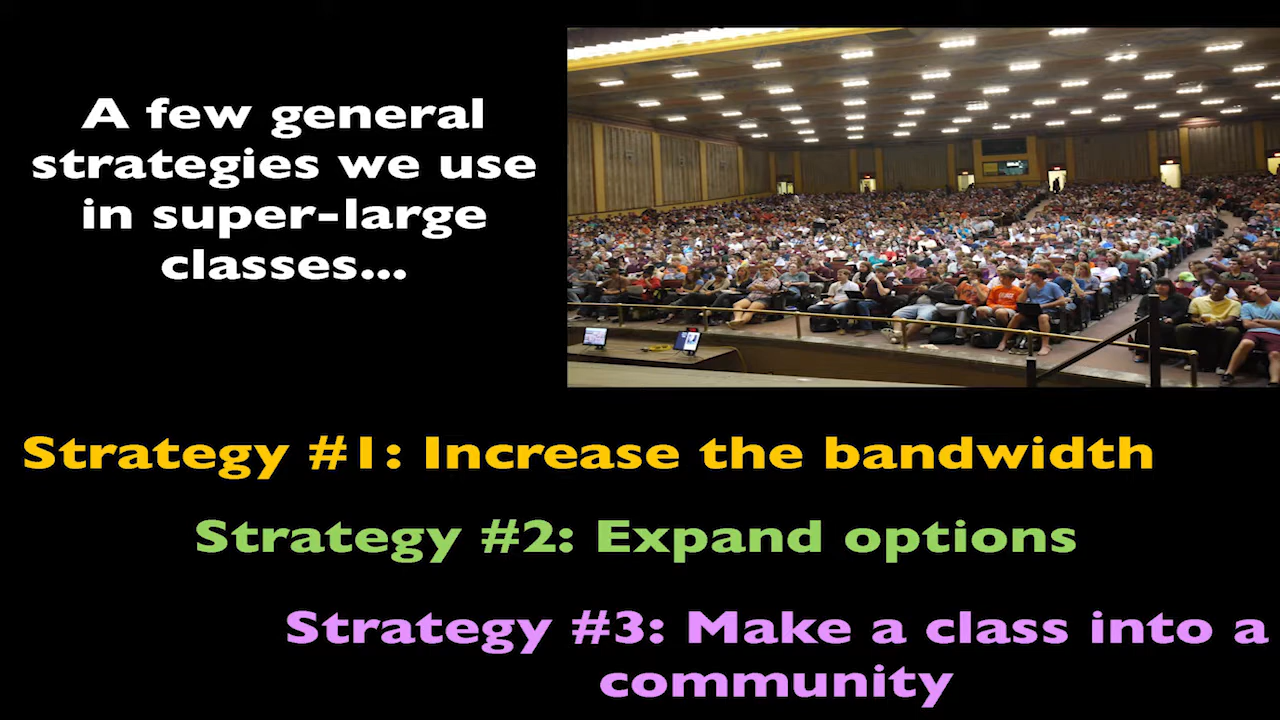 A few general
strategies we use
in super-large
classes...
Strategy #1: Increase the bandwidth
Strategy #2: Expand options
Strategy #3: Make a class into a
community